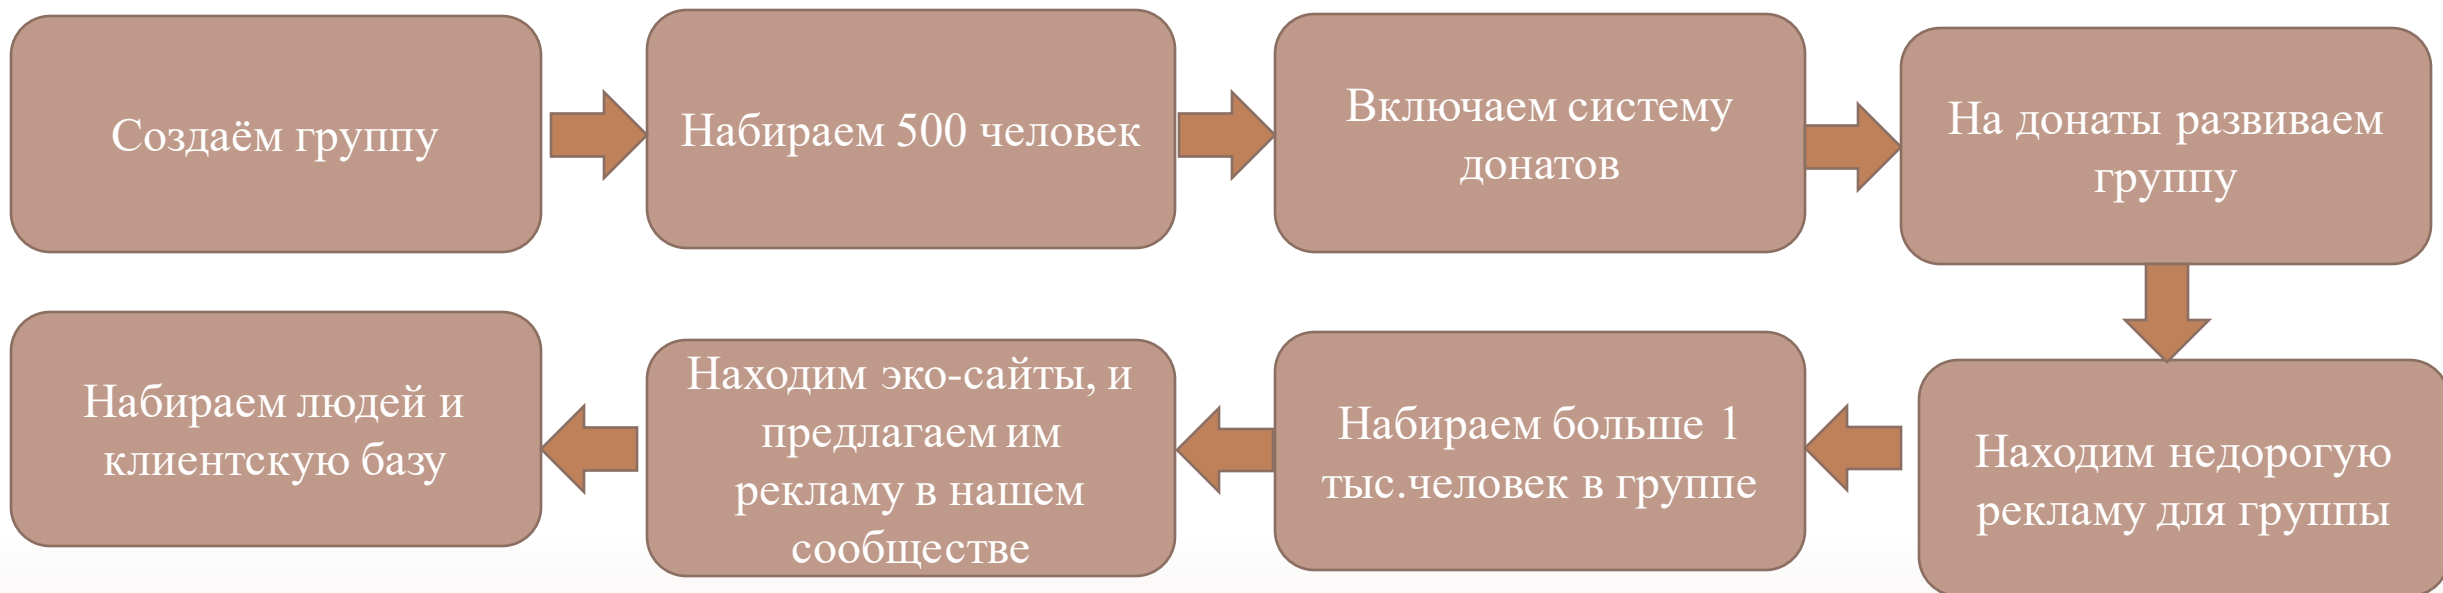 Создаём группу
Набираем 500 человек
Включаем систему
донатов
На донаты развиваем
группу
Находим недорогую
рекламу для группы
Набираем больше 1
тыс.человек в группе
Находим эко-сайты, и
предлагаем им
рекламу в нашем
сообществе
Набираем людей и
клиентскую базу